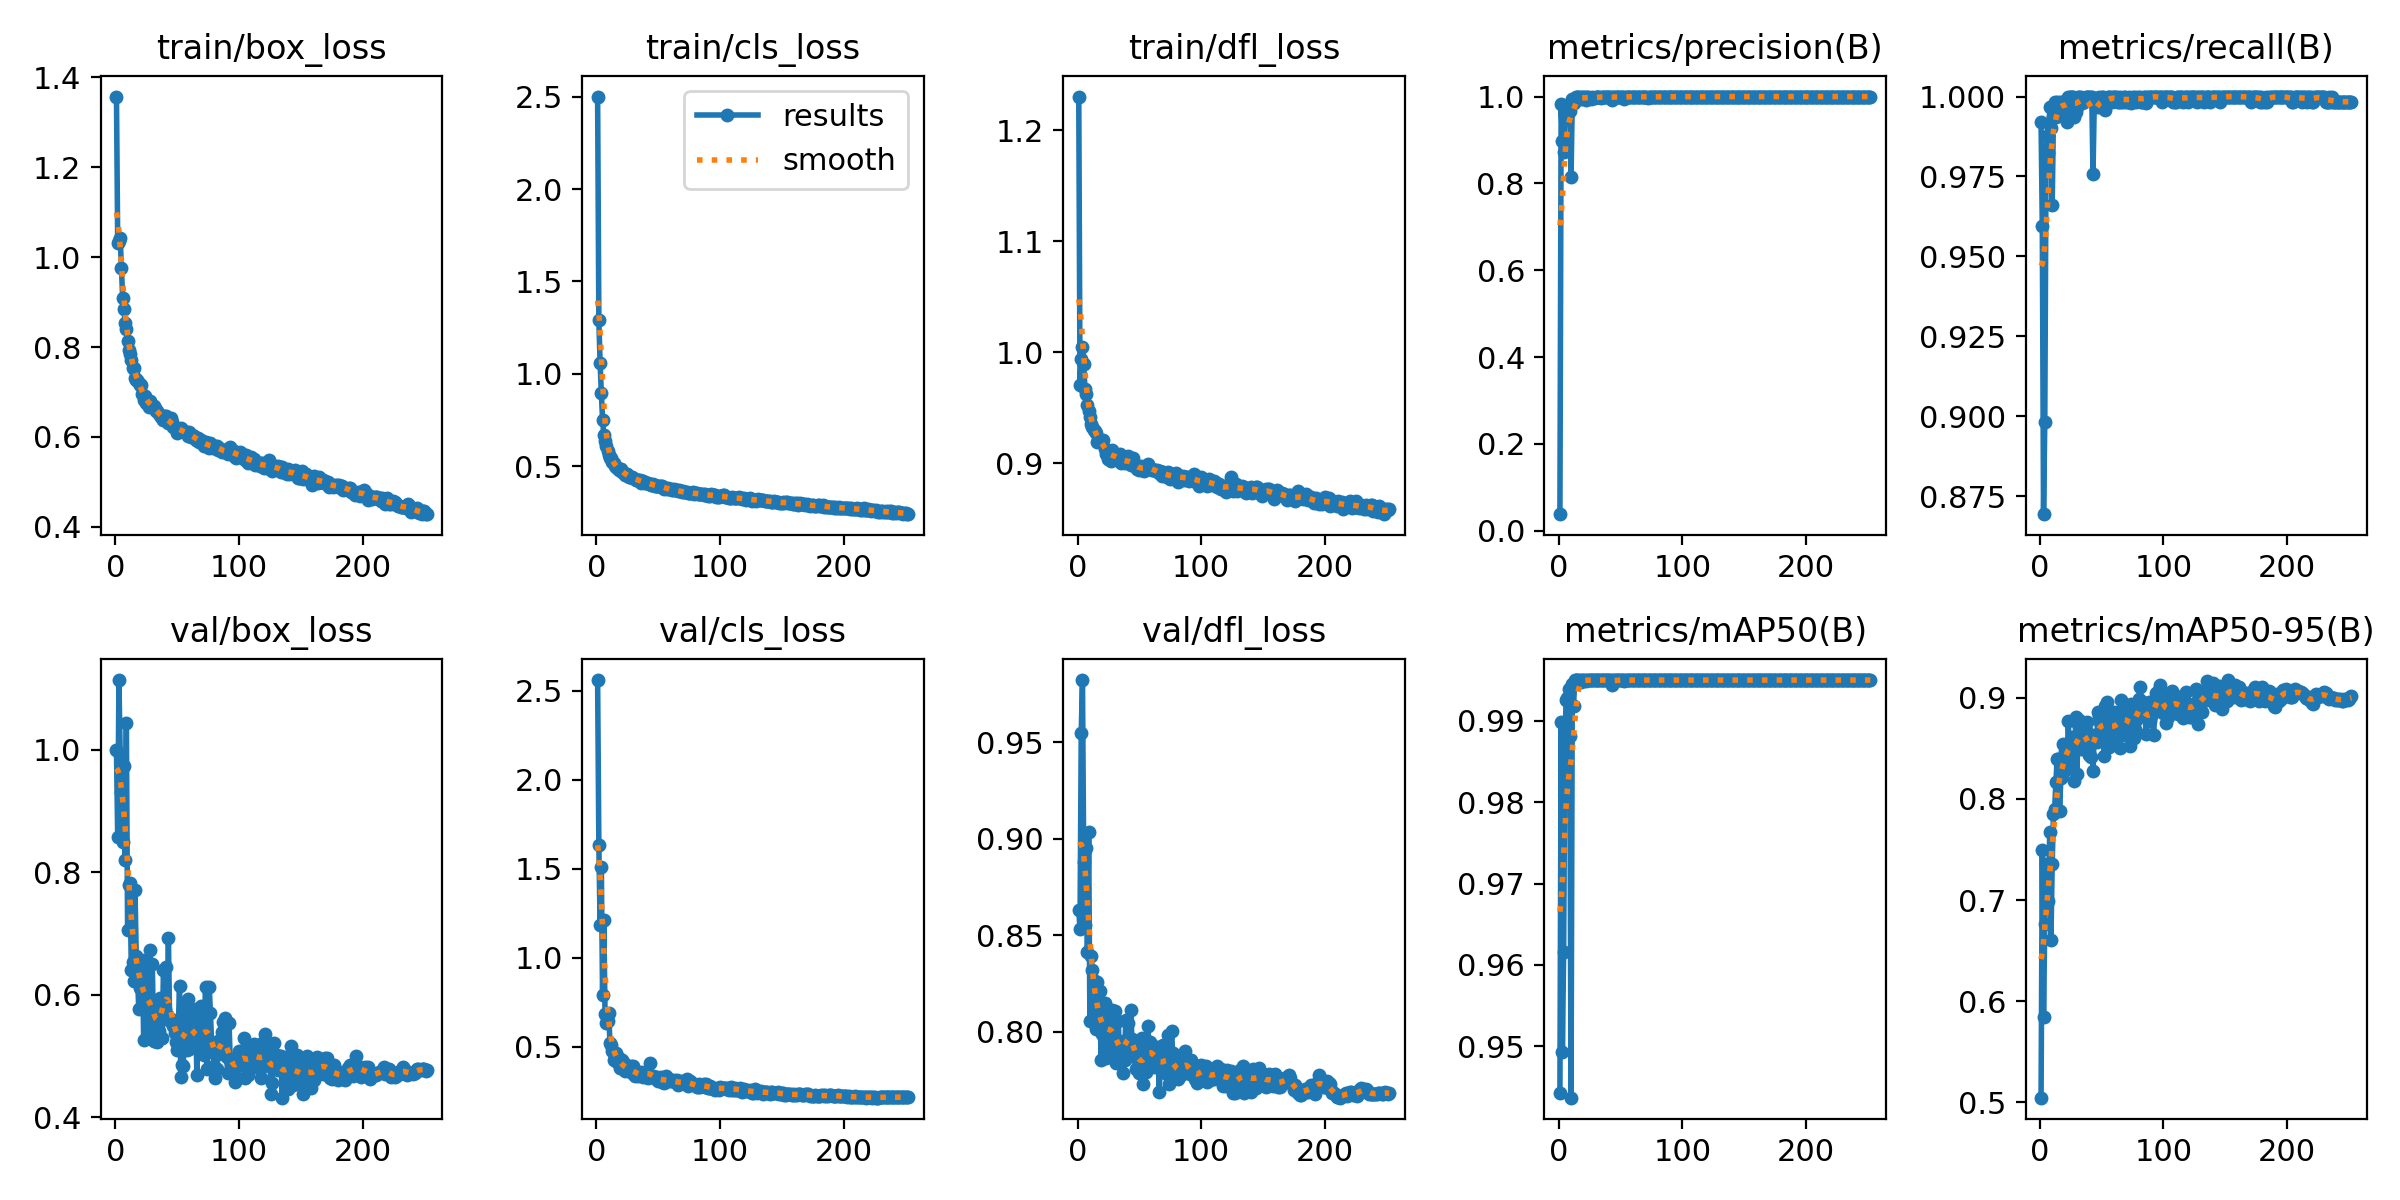 train/box_loss
1.4
1.2
1.0
0.8
0.6
0.4
0 100 200
train/cls_loss
results
smooth
2.5
2.0
1.5
1.0
0.5
0 100 200
train/dfl_loss
1.2
1.1
1.0
0.9
0 100 200
metrics/precision(B)
1.0
0.8
0.6
0.4
0.2
0.0
0 100 200
metrics/recall(B)
1.000
0.975
0.950
0.925
0.900
0.875
0 100 200
val/box_loss
1.0
0.8
0.6
0.4
0 100 200
val/cls_loss
2.5
2.0
1.5
1.0
0.5
0 100 200
val/dfl_loss
0.95
0.90
0.85
0.80
0 100 200
metrics/mAP50(B)
0.99
0.98
0.97
0.96
0.95
0 100 200
metrics/mAP50-95(B)
0.9
0.8
0.7
0.6
0.5
0 100 200